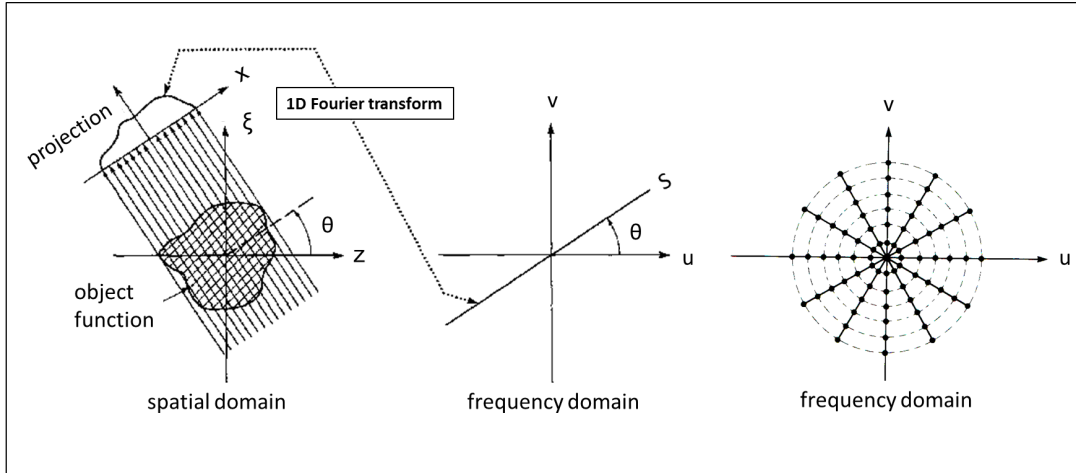 x
1D Fourier transform
projection
ξ
θ
z
object
function
spatial domain
v
S
θ
u
frequency domain
v
u
frequency domain